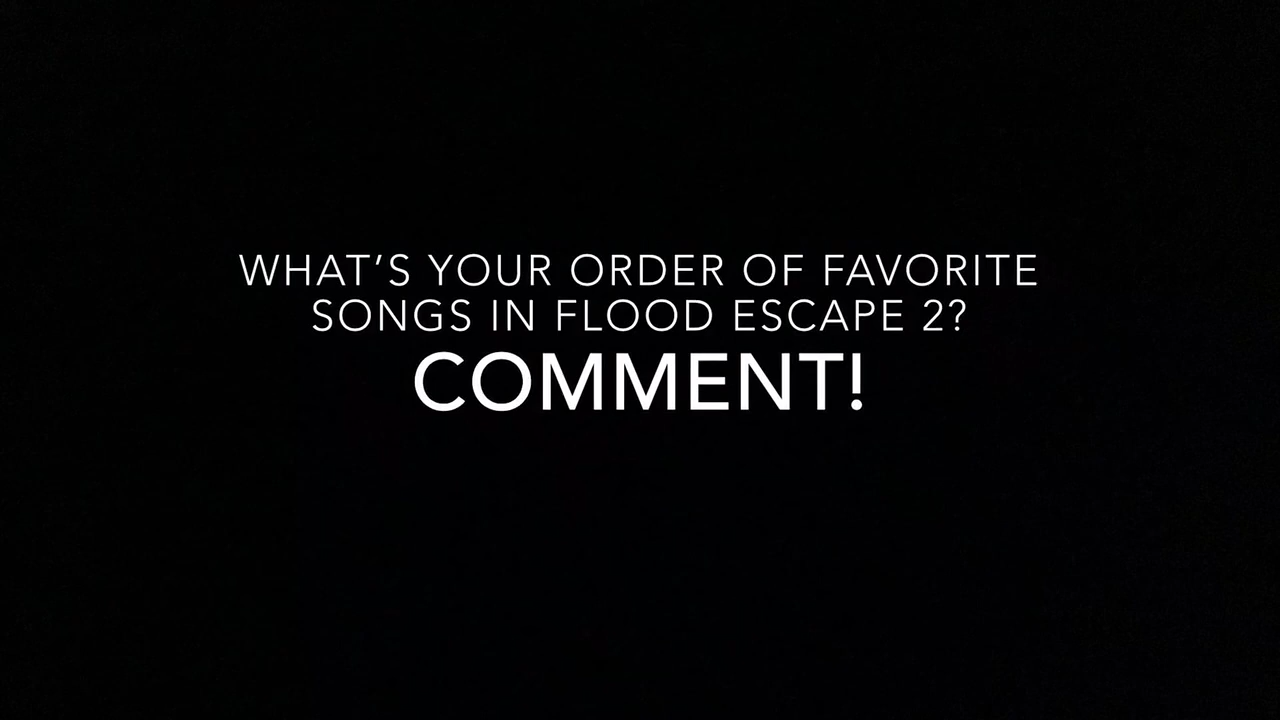 WHAT’S YOUR ORDER OF FAVORITE
SONGS IN FLOOD ESCAPE 2?
COMMENT!